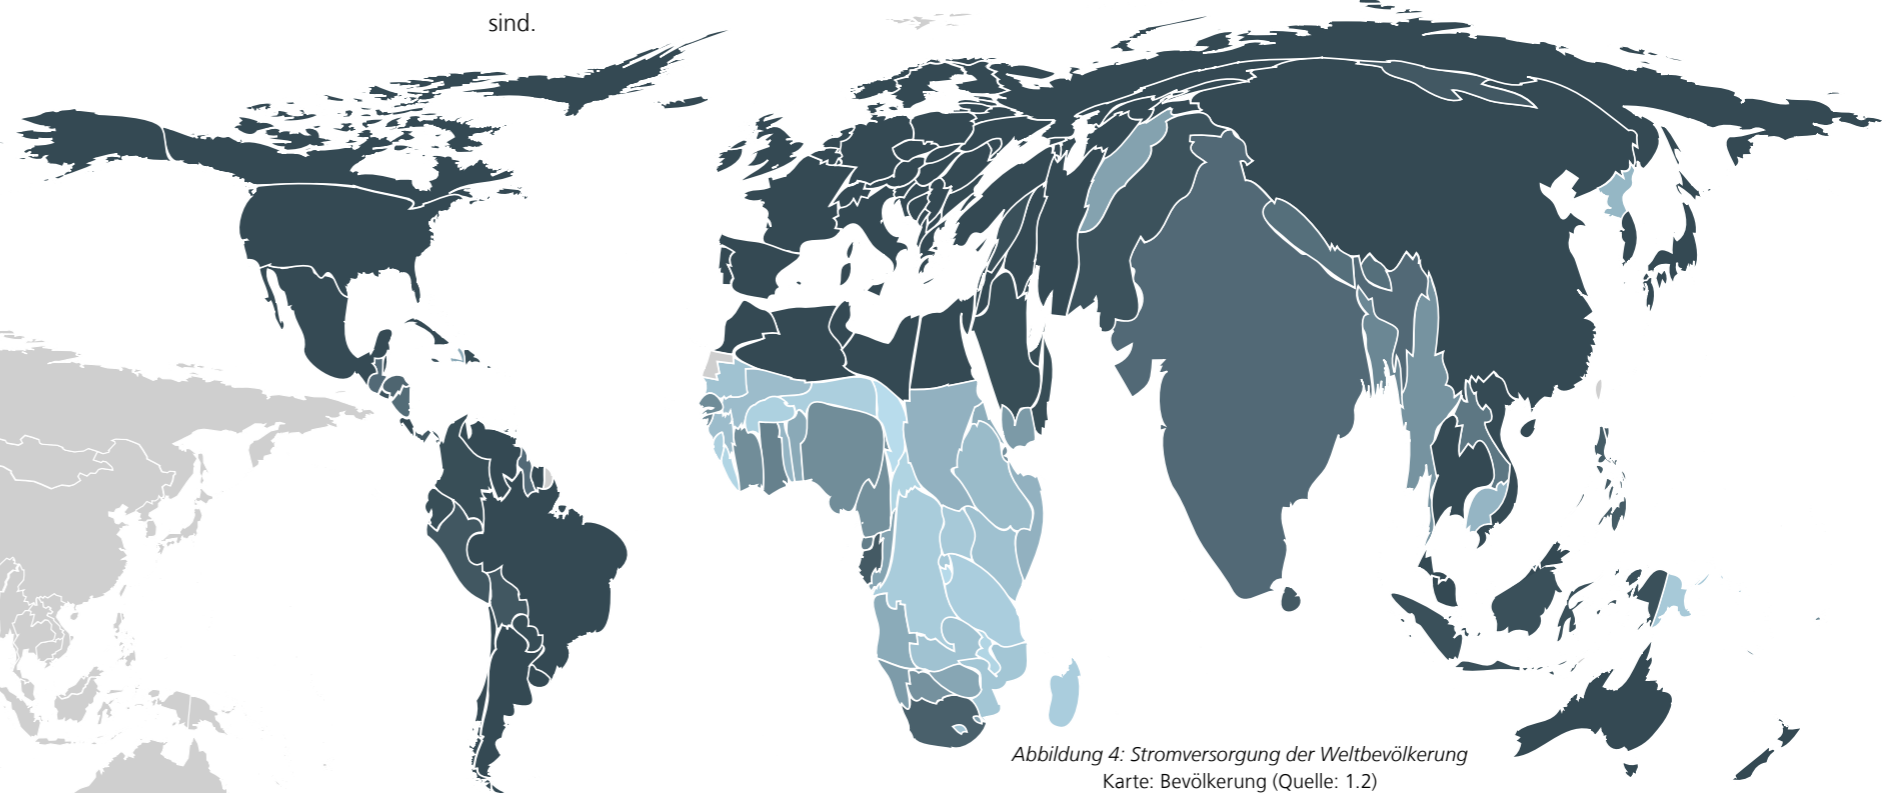 sind.
Abbildung 4: Stromversorgung der Weltbevölkerung
Karte: Bevölkerung (Quelle: 1.2)